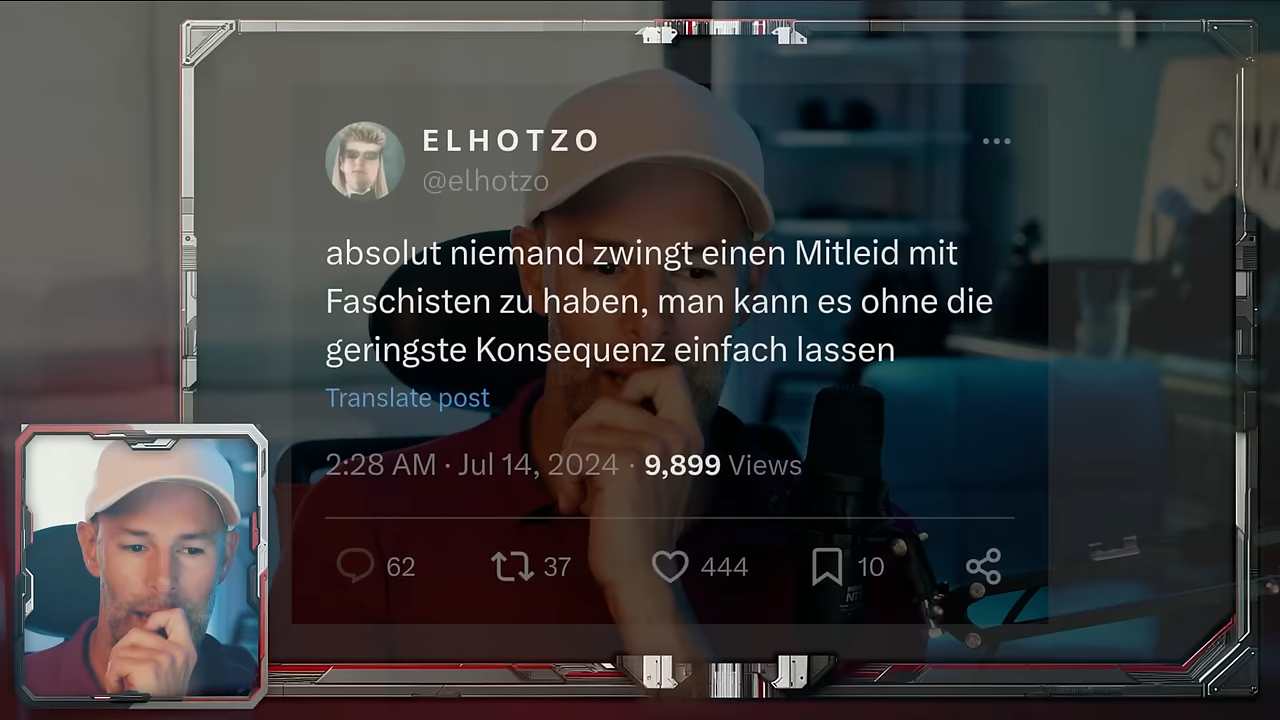 ELHOTZO
@elhotzo
absolut niemand zwingt einen Mitleid mit
Faschisten zu haben, man kann es ohne die
geringste Konsequenz einfach lassen
Translate post
2:28 AM · Jul 14, 2024 · 9,899 Views
62 37 444 10